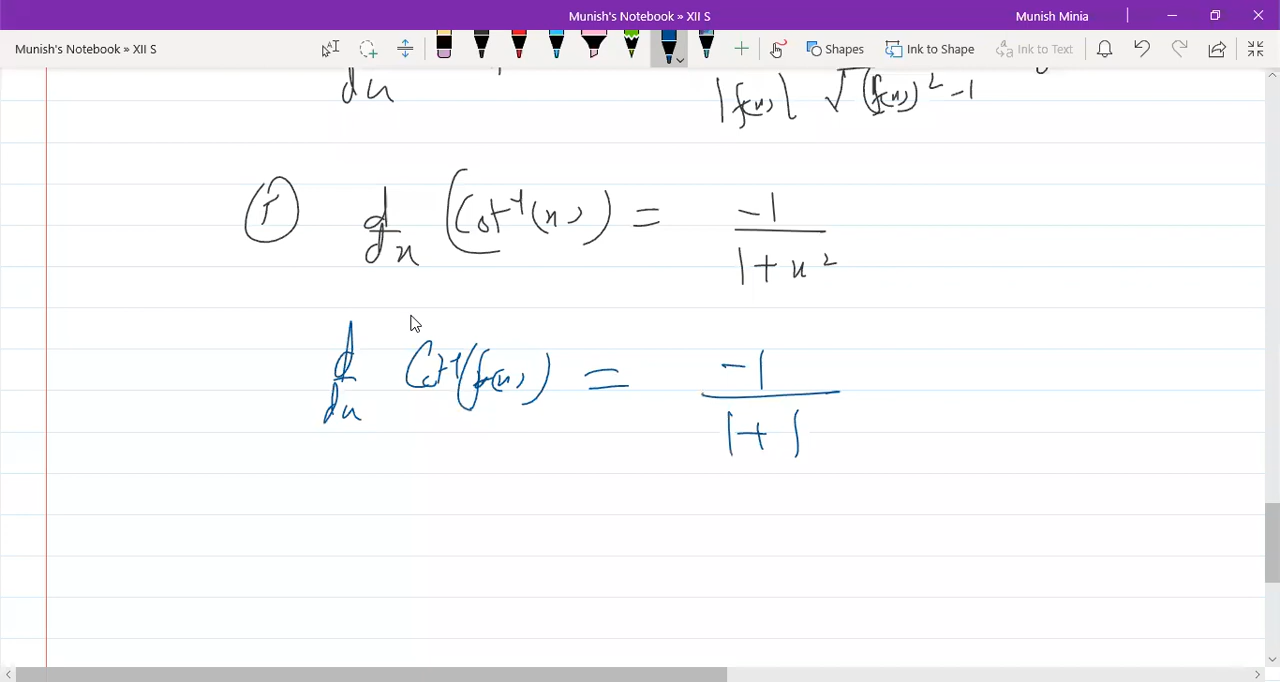 Munish's Notebook » XII S
Munish Minia
Munish's Notebook » XII S
Shapes
Ink to Shape
Ink to Text
du |f(x)| √(f(x))² -1
d/dx (Cot⁻¹(x)) = -1/1+x²
d/dx Cot⁻¹(f(x)) = -1/1+(